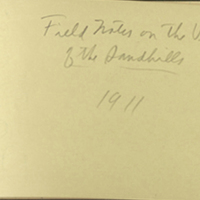 Field Notes on the V
of the Sandhills
1911